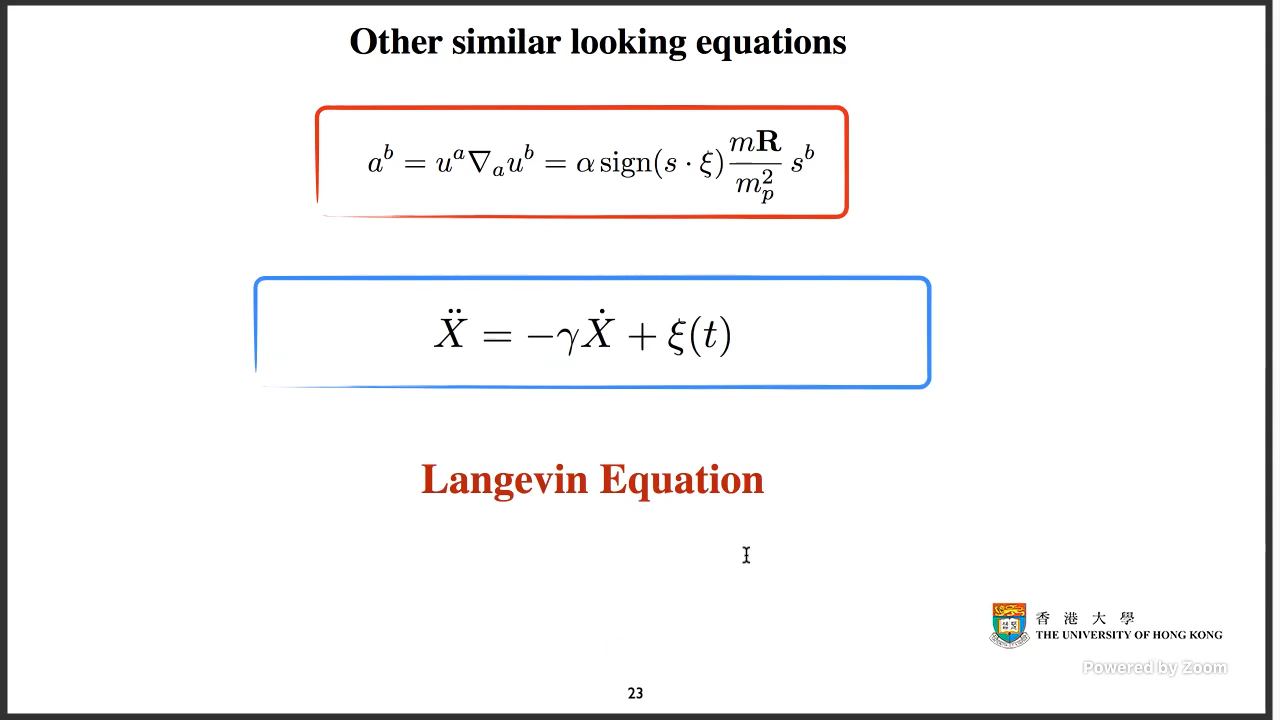 Other similar looking equations
a^b = u^a ∇_a u^b = α sign(s · ξ) \frac{m𝐑}{m_p^2} s^b
Ẍ = −γẊ + ξ(t)
Langevin Equation
香港大學
THE UNIVERSITY OF HONG KONG
Powered by Zoom
23